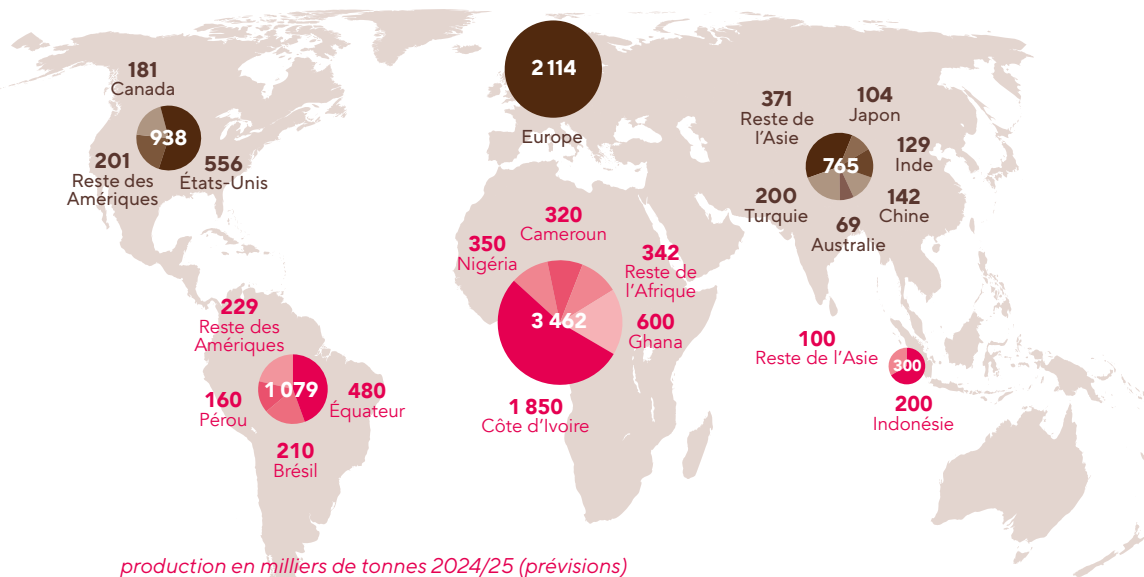 181
Canada
938
201
Reste des
Amériques
556
États-Unis
2 114
Europe
371
Reste de
l'Asie
104
Japon
765
129
Inde
200
Turquie
142
Chine
69
Australie
320
Cameroun
350
Nigéria
342
Reste de
l'Afrique
3 462
600
Ghana
1 850
Côte d'Ivoire
229
Reste des
Amériques
1 079
160
Pérou
480
Équateur
210
Brésil
100
Reste de l'Asie
300
200
Indonésie
production en milliers de tonnes 2024/25 (prévisions)